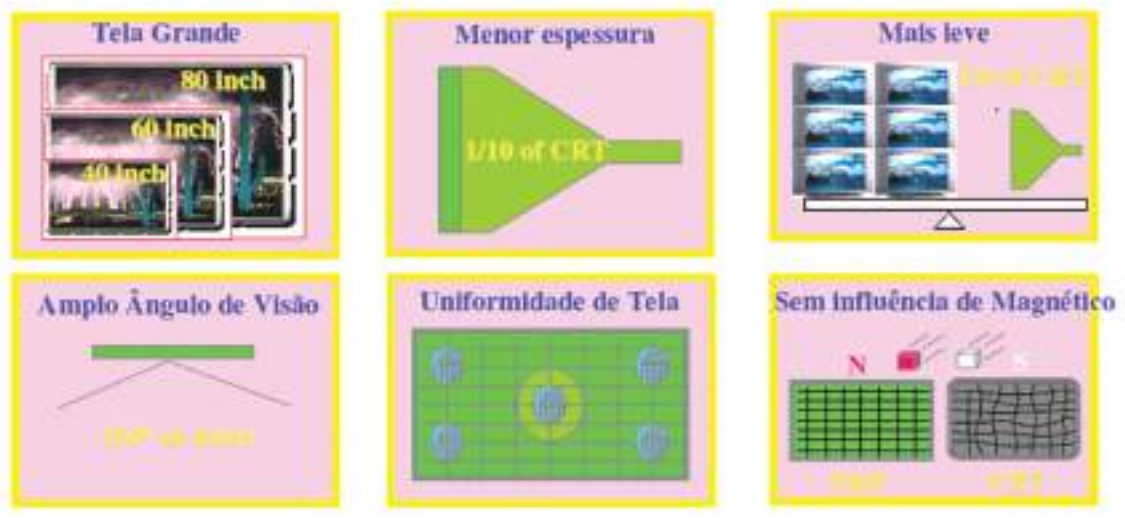 Tela Grande
80 inch
60 inch
40 inch
Menor espessura
1/10 of CRT
Mais leve
Amplo Ângulo de Visão
Uniformidade de Tela
Sem influência de Magnético
N
S
CRT